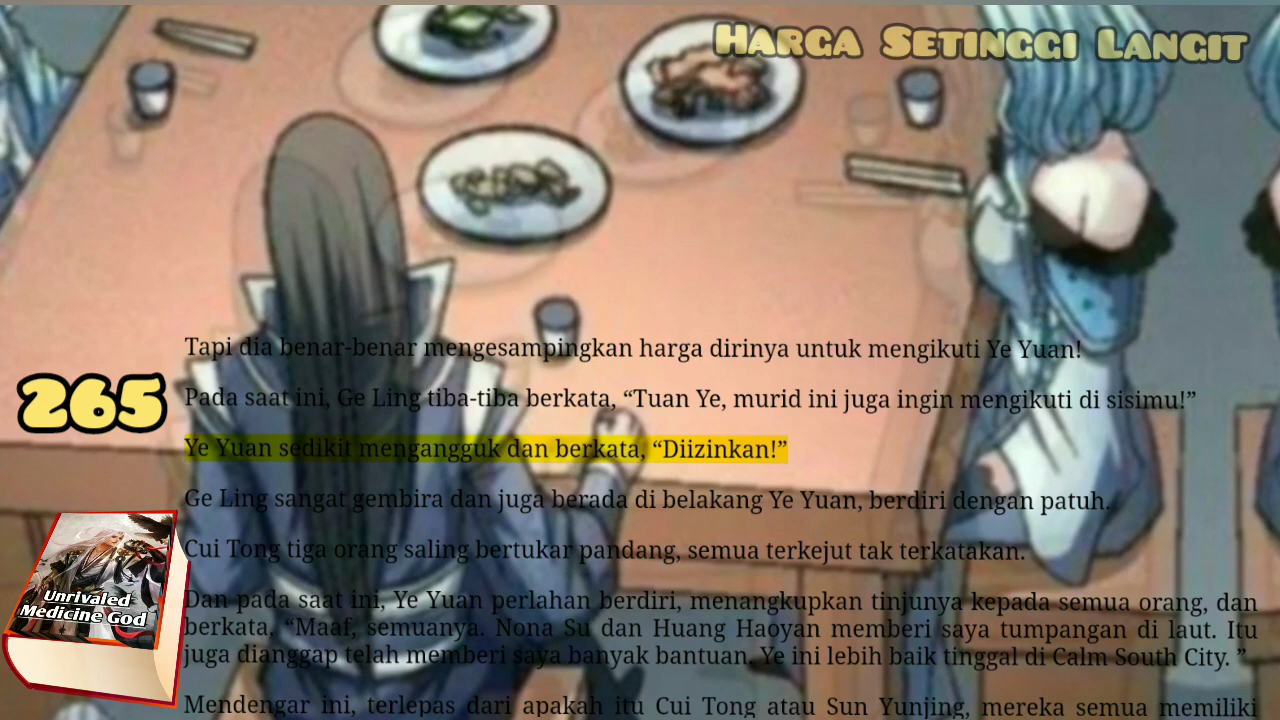 HARGA SETINGGI LANGIT
Tapi dia benar-benar mengesampingkan harga dirinya untuk mengikuti Ye Yuan!
265
Pada saat ini, Ge Ling tiba-tiba berkata, “Tuan Ye, murid ini juga ingin mengikuti di sisimu!”
Ye Yuan sedikit mengangguk dan berkata, “Diizinkan!”
Ge Ling sangat gembira dan juga berada di belakang Ye Yuan, berdiri dengan patuh.
Cui Tong tiga orang saling bertukar pandang, semua terkejut tak terkatakan.
Dan pada saat ini, Ye Yuan perlahan berdiri, menangkupkan tinjunya kepada semua orang, dan
berkata, “Maaf, semuanya. Nona Su dan Huang Haoyan memberi saya tumpangan di laut. Itu
juga dianggap telah memberi saya banyak bantuan, Ye ini lebih baik tinggal di Calm South City. ”
Mendengar ini, terlepas dari apakah itu Cui Tong atau Sun Yunjing, mereka semua memiliki
Unrivaled
Medicine God